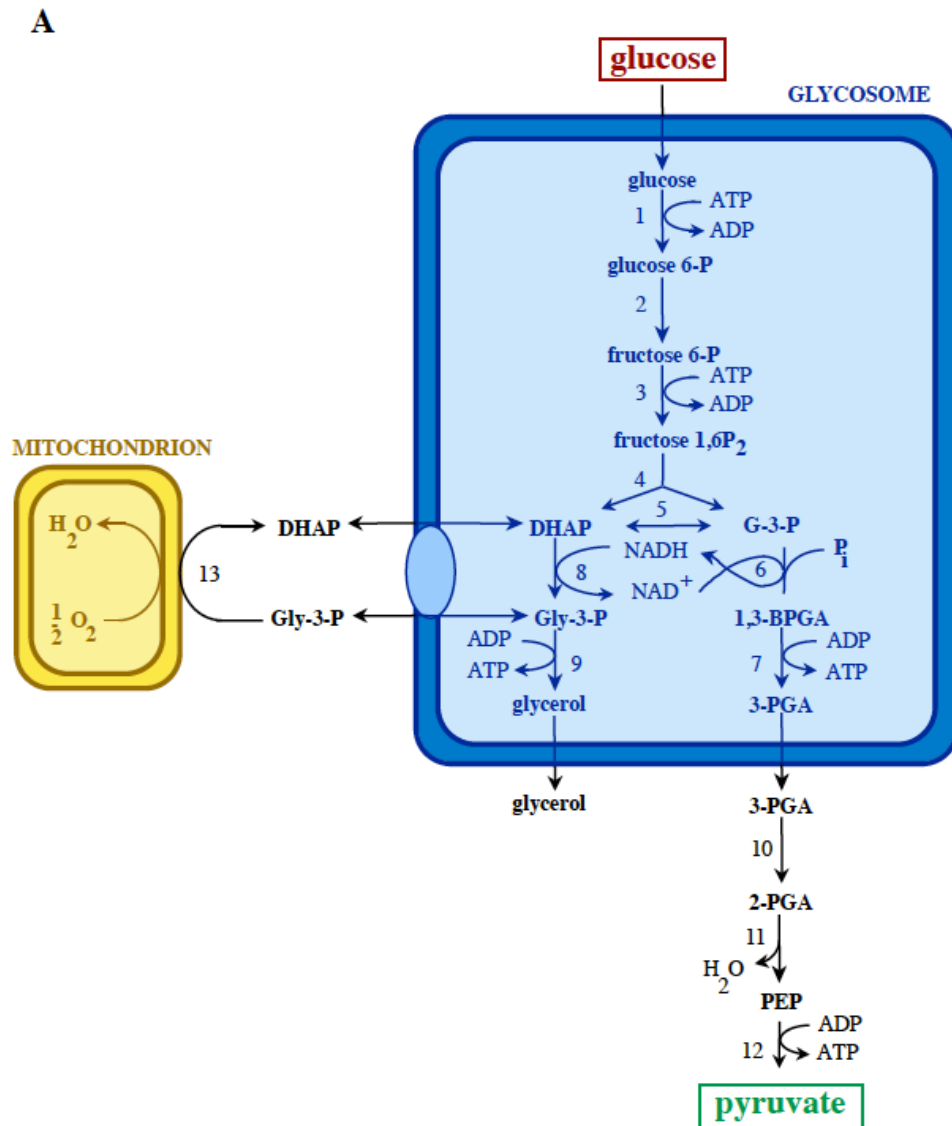 A
glucose
GLYCOSOME
glucose
1
ATP
ADP
glucose 6-P
2
fructose 6-P
3
ATP
ADP
fructose 1,6P2
4
MITOCHONDRION
H2O
1/2 O2
13
DHAP
Gly-3-P
DHAP
5
G-3-P
NADH
NAD+
8
6
Pi
Gly-3-P
1,3-BPGA
ADP
ATP
9
7
ADP
ATP
glycerol
3-PGA
glycerol
3-PGA
10
2-PGA
11
H2O
PEP
12
ADP
ATP
pyruvate